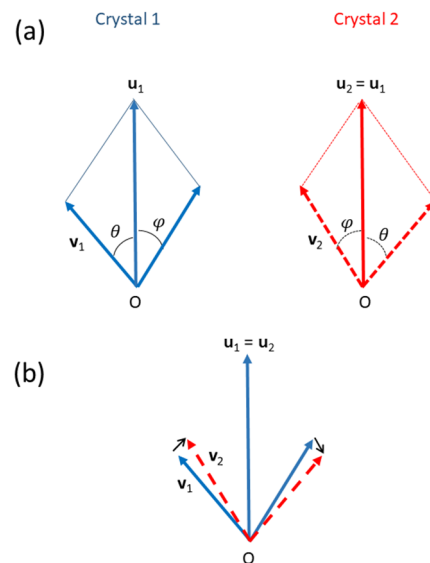 Crystal 1 Crystal 2
(a)
u₁ u₂ = u₁
θ φ φ θ
v₁ v₂
O O
u₁ = u₂
(b)
v₂
v₁
O